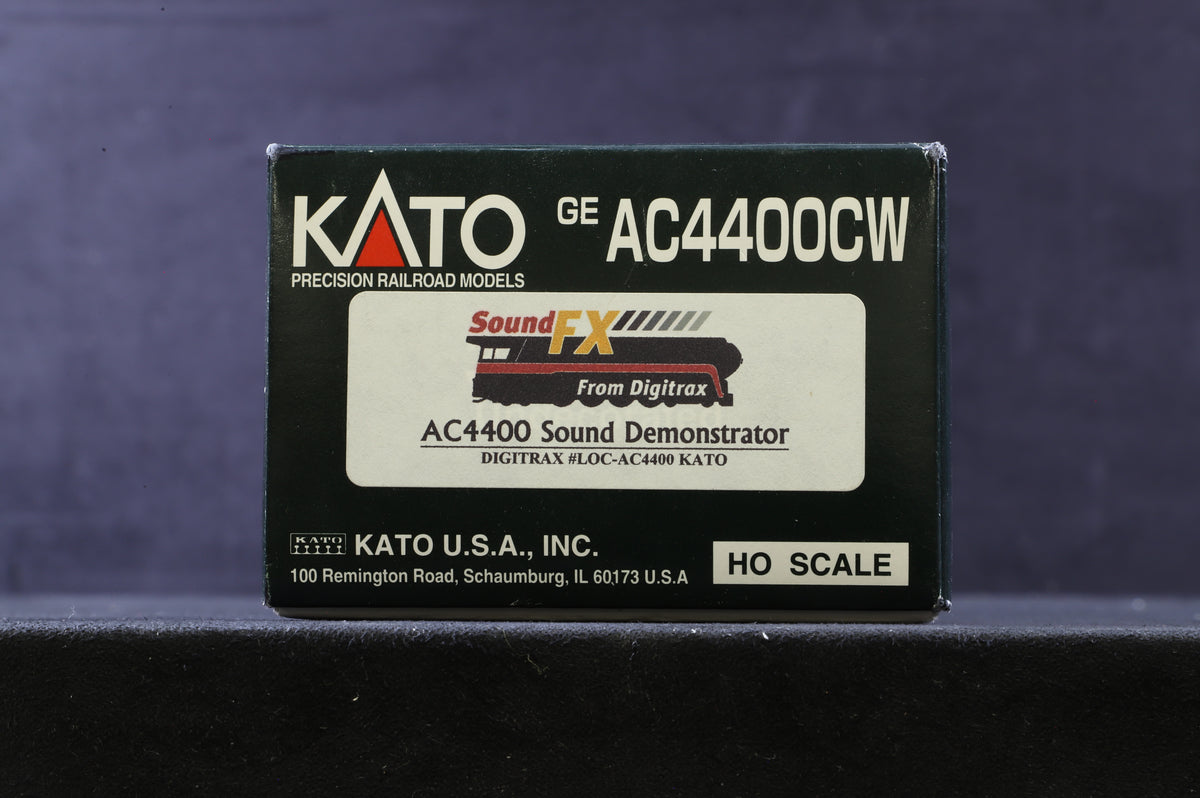 KATO GE AC4400CW
PRECISION RAILROAD MODELS
SoundFX
From Digitrax
AC4400 Sound Demonstrator
DIGITRAX #LOC-AC4400 KATO
KATO KATO U.S.A., INC.
100 Remington Road, Schaumburg, IL 60173 U.S.A
HO SCALE